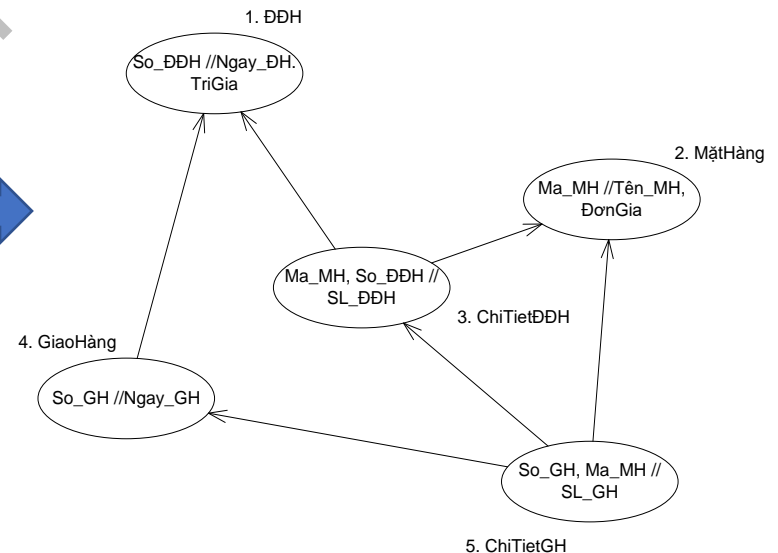 1. ĐĐH
So_ĐĐH //Ngay_ĐH.
TriGia
2. MặtHàng
Ma_MH //Tên_MH,
ĐơnGia
Ma_MH, So_ĐĐH //
SL_ĐĐH
3. ChiTietĐĐH
4. GiaoHàng
So_GH //Ngay_GH
So_GH, Ma_MH //
SL_GH
5. ChiTietGH